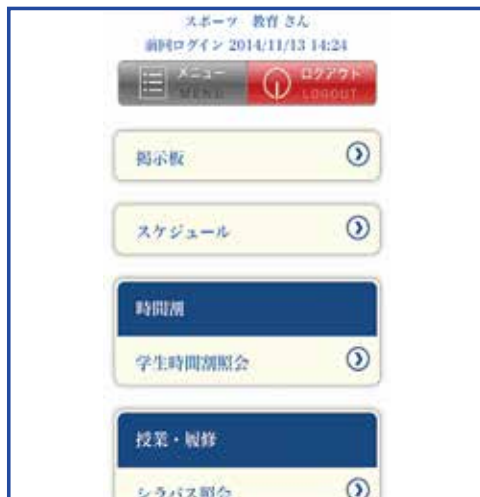 スポーツ 教育 さん
前回ログイン 2014/11/13 14:24
メニュー
MENU
ログアウト
LOGOUT
掲示板
スケジュール
時間割
学生時間割照会
授業・履修
シラバス照会